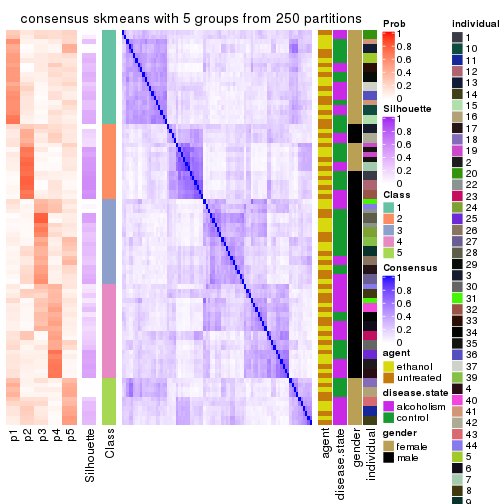 consensus skmeans with 5 groups from 250 partitions
p1
p2
p3
p4
p5
Silhouette
Class
agent
disease.state
gender
individual
Prob
1
0.8
0.6
0.4
0.2
0
Silhouette
1
0.8
0.6
0.4
0.2
0
Class
1
2
3
4
5
Consensus
1
0.8
0.6
0.4
0.2
0
agent
ethanol
untreated
disease.state
alcoholism
control
gender
female
male
individual
1
10
11
12
13
14
15
16
17
18
19
2
20
22
23
24
25
26
27
28
29
3
30
31
32
33
34
35
36
37
39
4
40
41
42
43
44
5
6
7
8
9